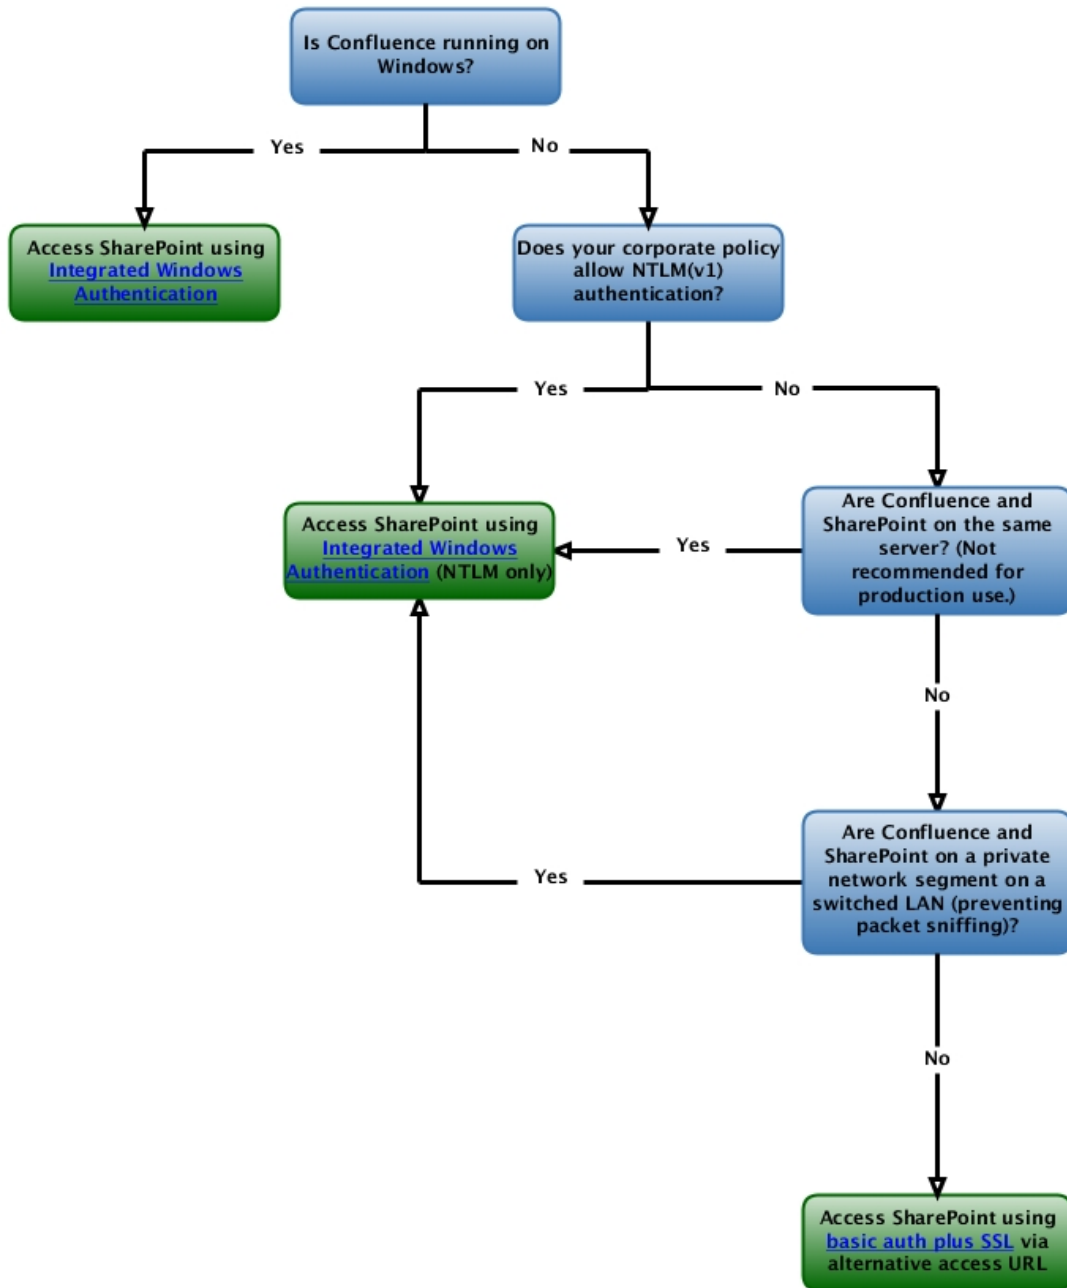 Is Confluence running on
Windows?
Yes
No
Access SharePoint using
Integrated Windows
Authentication
Does your corporate policy
allow NTLM(v1)
authentication?
Yes
No
Access SharePoint using
Integrated Windows
Authentication (NTLM only)
Yes
Are Confluence and
SharePoint on the same
server? (Not
recommended for
production use.)
No
Yes
Are Confluence and
SharePoint on a private
network segment on a
switched LAN (preventing
packet sniffing)?
No
Access SharePoint using
basic auth plus SSL via
alternative access URL